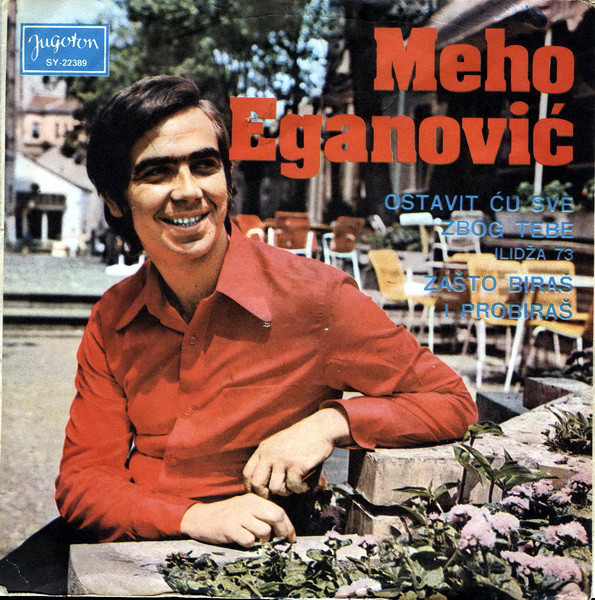 Jugoton
SY-22389
Meho
Eganović
OSTAVIT ĆU SVE
ZBOG TEBE
ILIDŽA 73
ZAŠTO BIRAŠ
I PROBIRAŠ